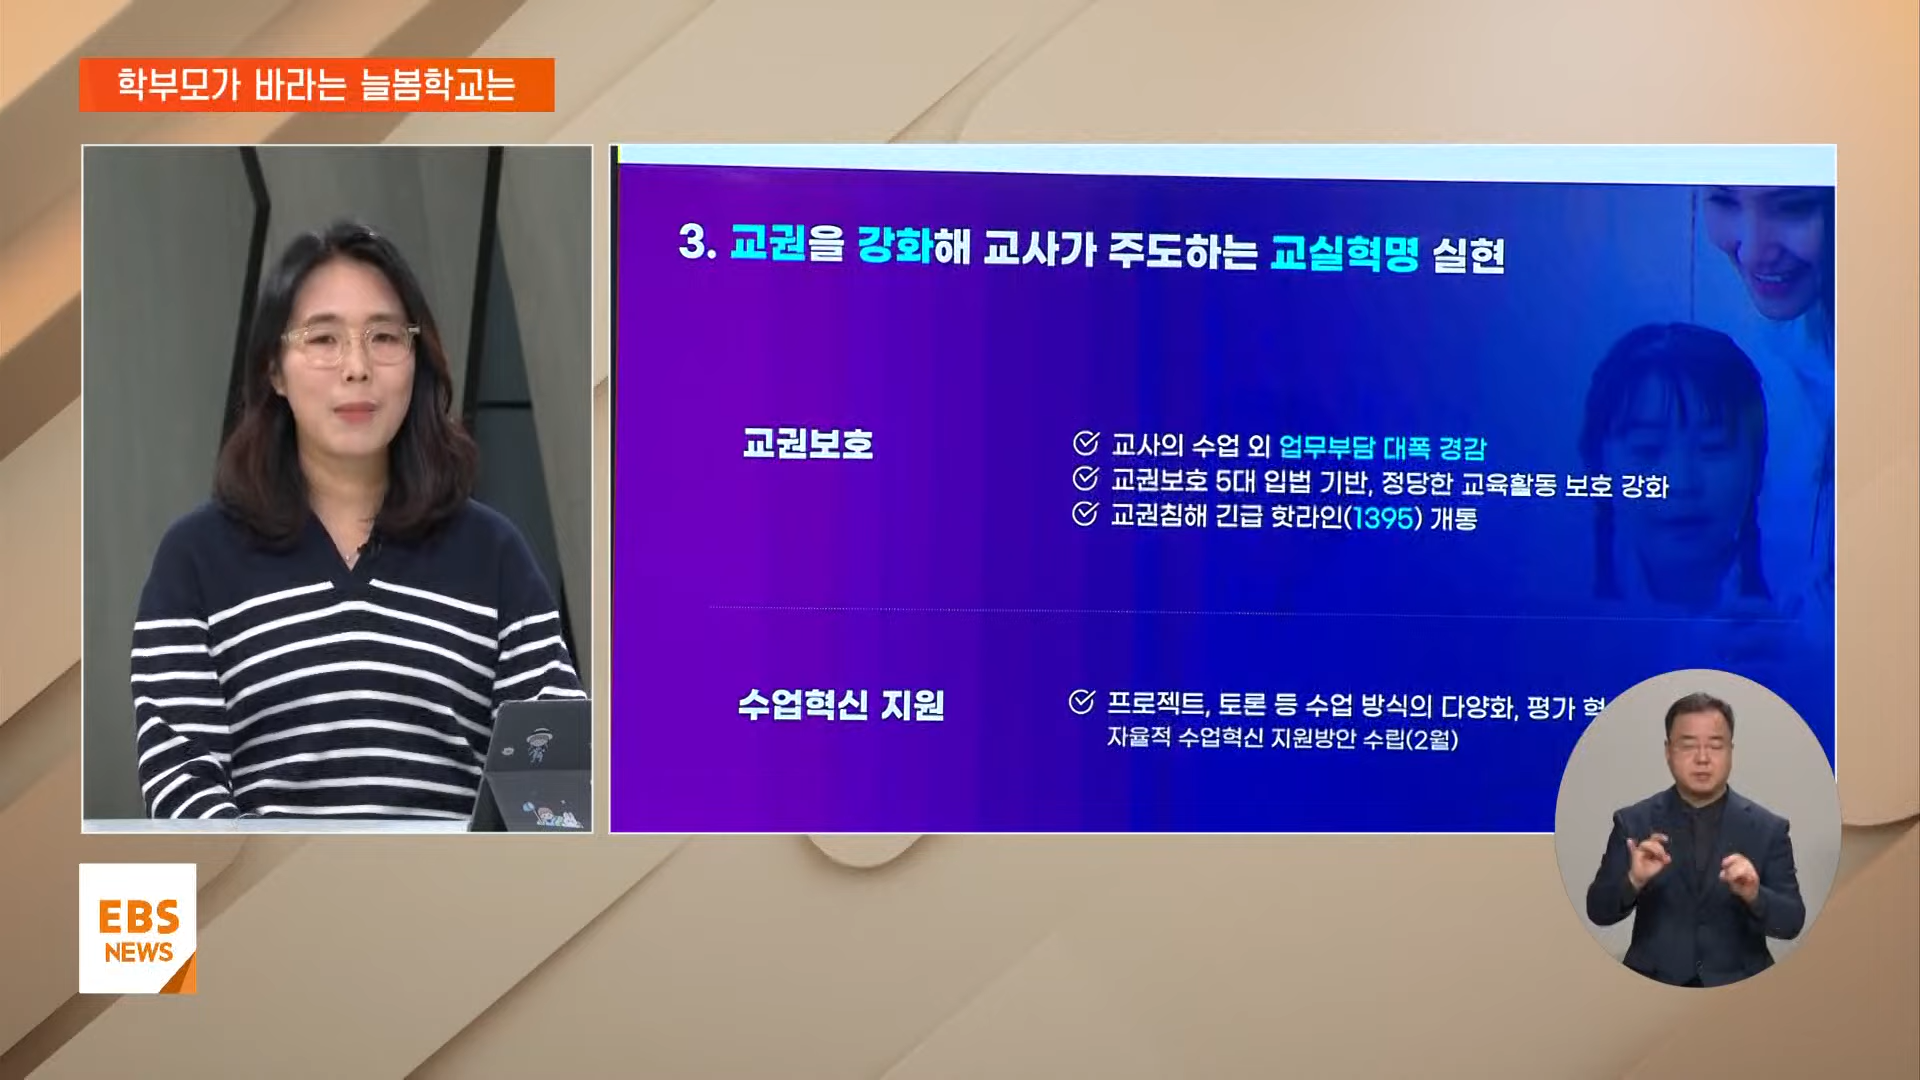 학부모가 바라는 늘봄학교는
3. 교권을 강화해 교사가 주도하는 교실혁명 실현
교권보호
교사의 수업 외 업무부담 대폭 경감
교권보호 5대 입법 기반, 정당한 교육활동 보호 강화
교권침해 긴급 핫라인(1395) 개통
수업혁신 지원
프로젝트, 토론 등 수업 방식의 다양화, 평가
자율적 수업혁신 지원방안 수립(2월)
EBS
NEWS